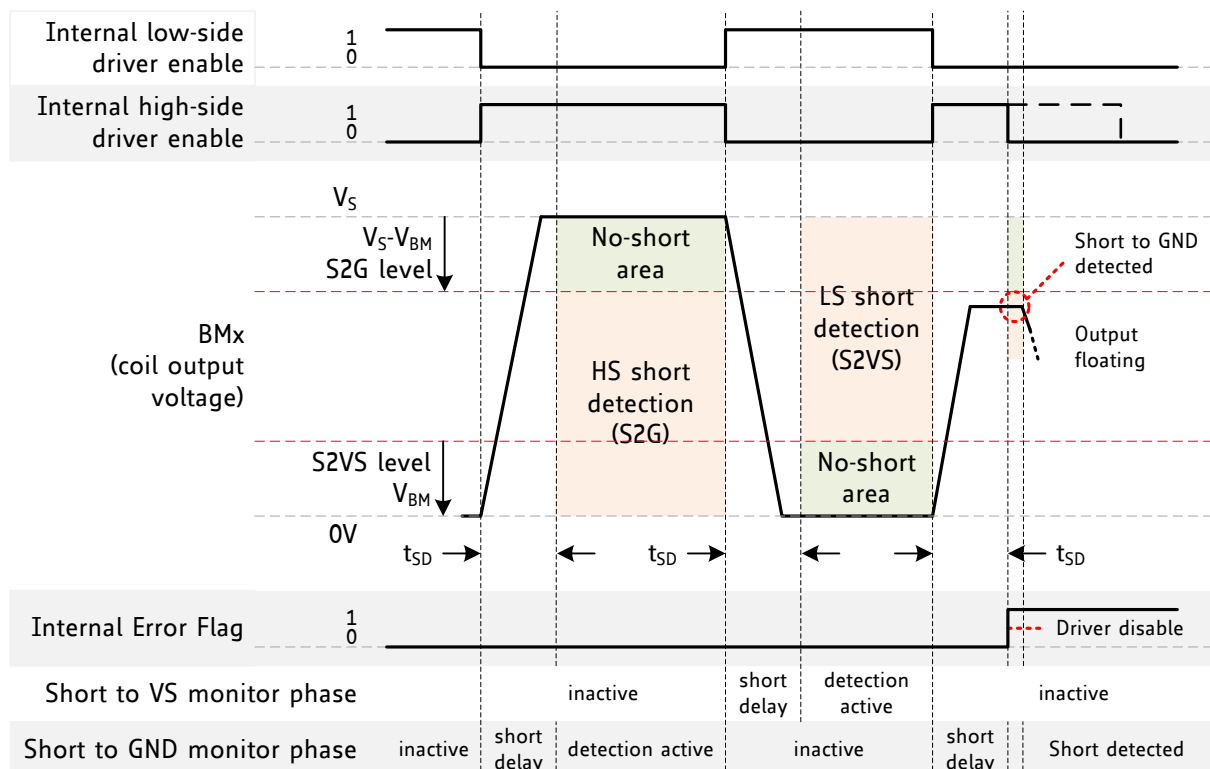 Internal low-side
driver enable
1
0
Internal high-side
driver enable
1
0
VS
VS-VBM
S2G level
No-short
area
Short to GND
detected
BMx
(coil output
voltage)
HS short
detection
(S2G)
LS short
detection
(S2VS)
Output
floating
S2VS level
VBM
No-short
area
0V
tSD
tSD
tSD
Internal Error Flag
1
0
Driver disable
Short to VS monitor phase
inactive
short
delay
detection
active
inactive
Short to GND monitor phase
inactive
short
delay
detection active
inactive
short
delay
Short detected